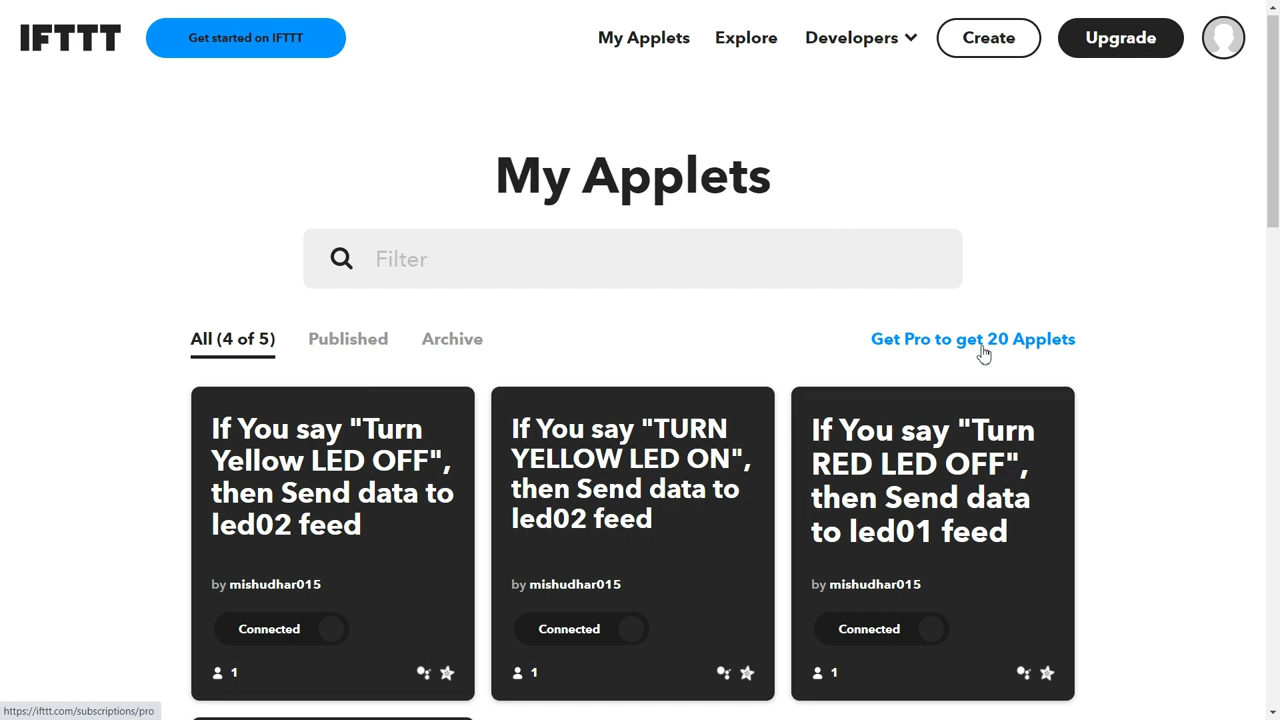 IFTTT
Get started on IFTTT
My Applets
Explore
Developers
Create
Upgrade
My Applets
Filter
All (4 of 5)
Published
Archive
Get Pro to get 20 Applets
If You say "Turn
Yellow LED OFF",
then Send data to
led02 feed
by mishudhar015
Connected
1
If You say "TURN
YELLOW LED ON",
then Send data to
led02 feed
by mishudhar015
Connected
1
If You say "Turn
RED LED OFF",
then Send data
to led01 feed
by mishudhar015
Connected
1
https://ifttt.com/subscriptions/pro